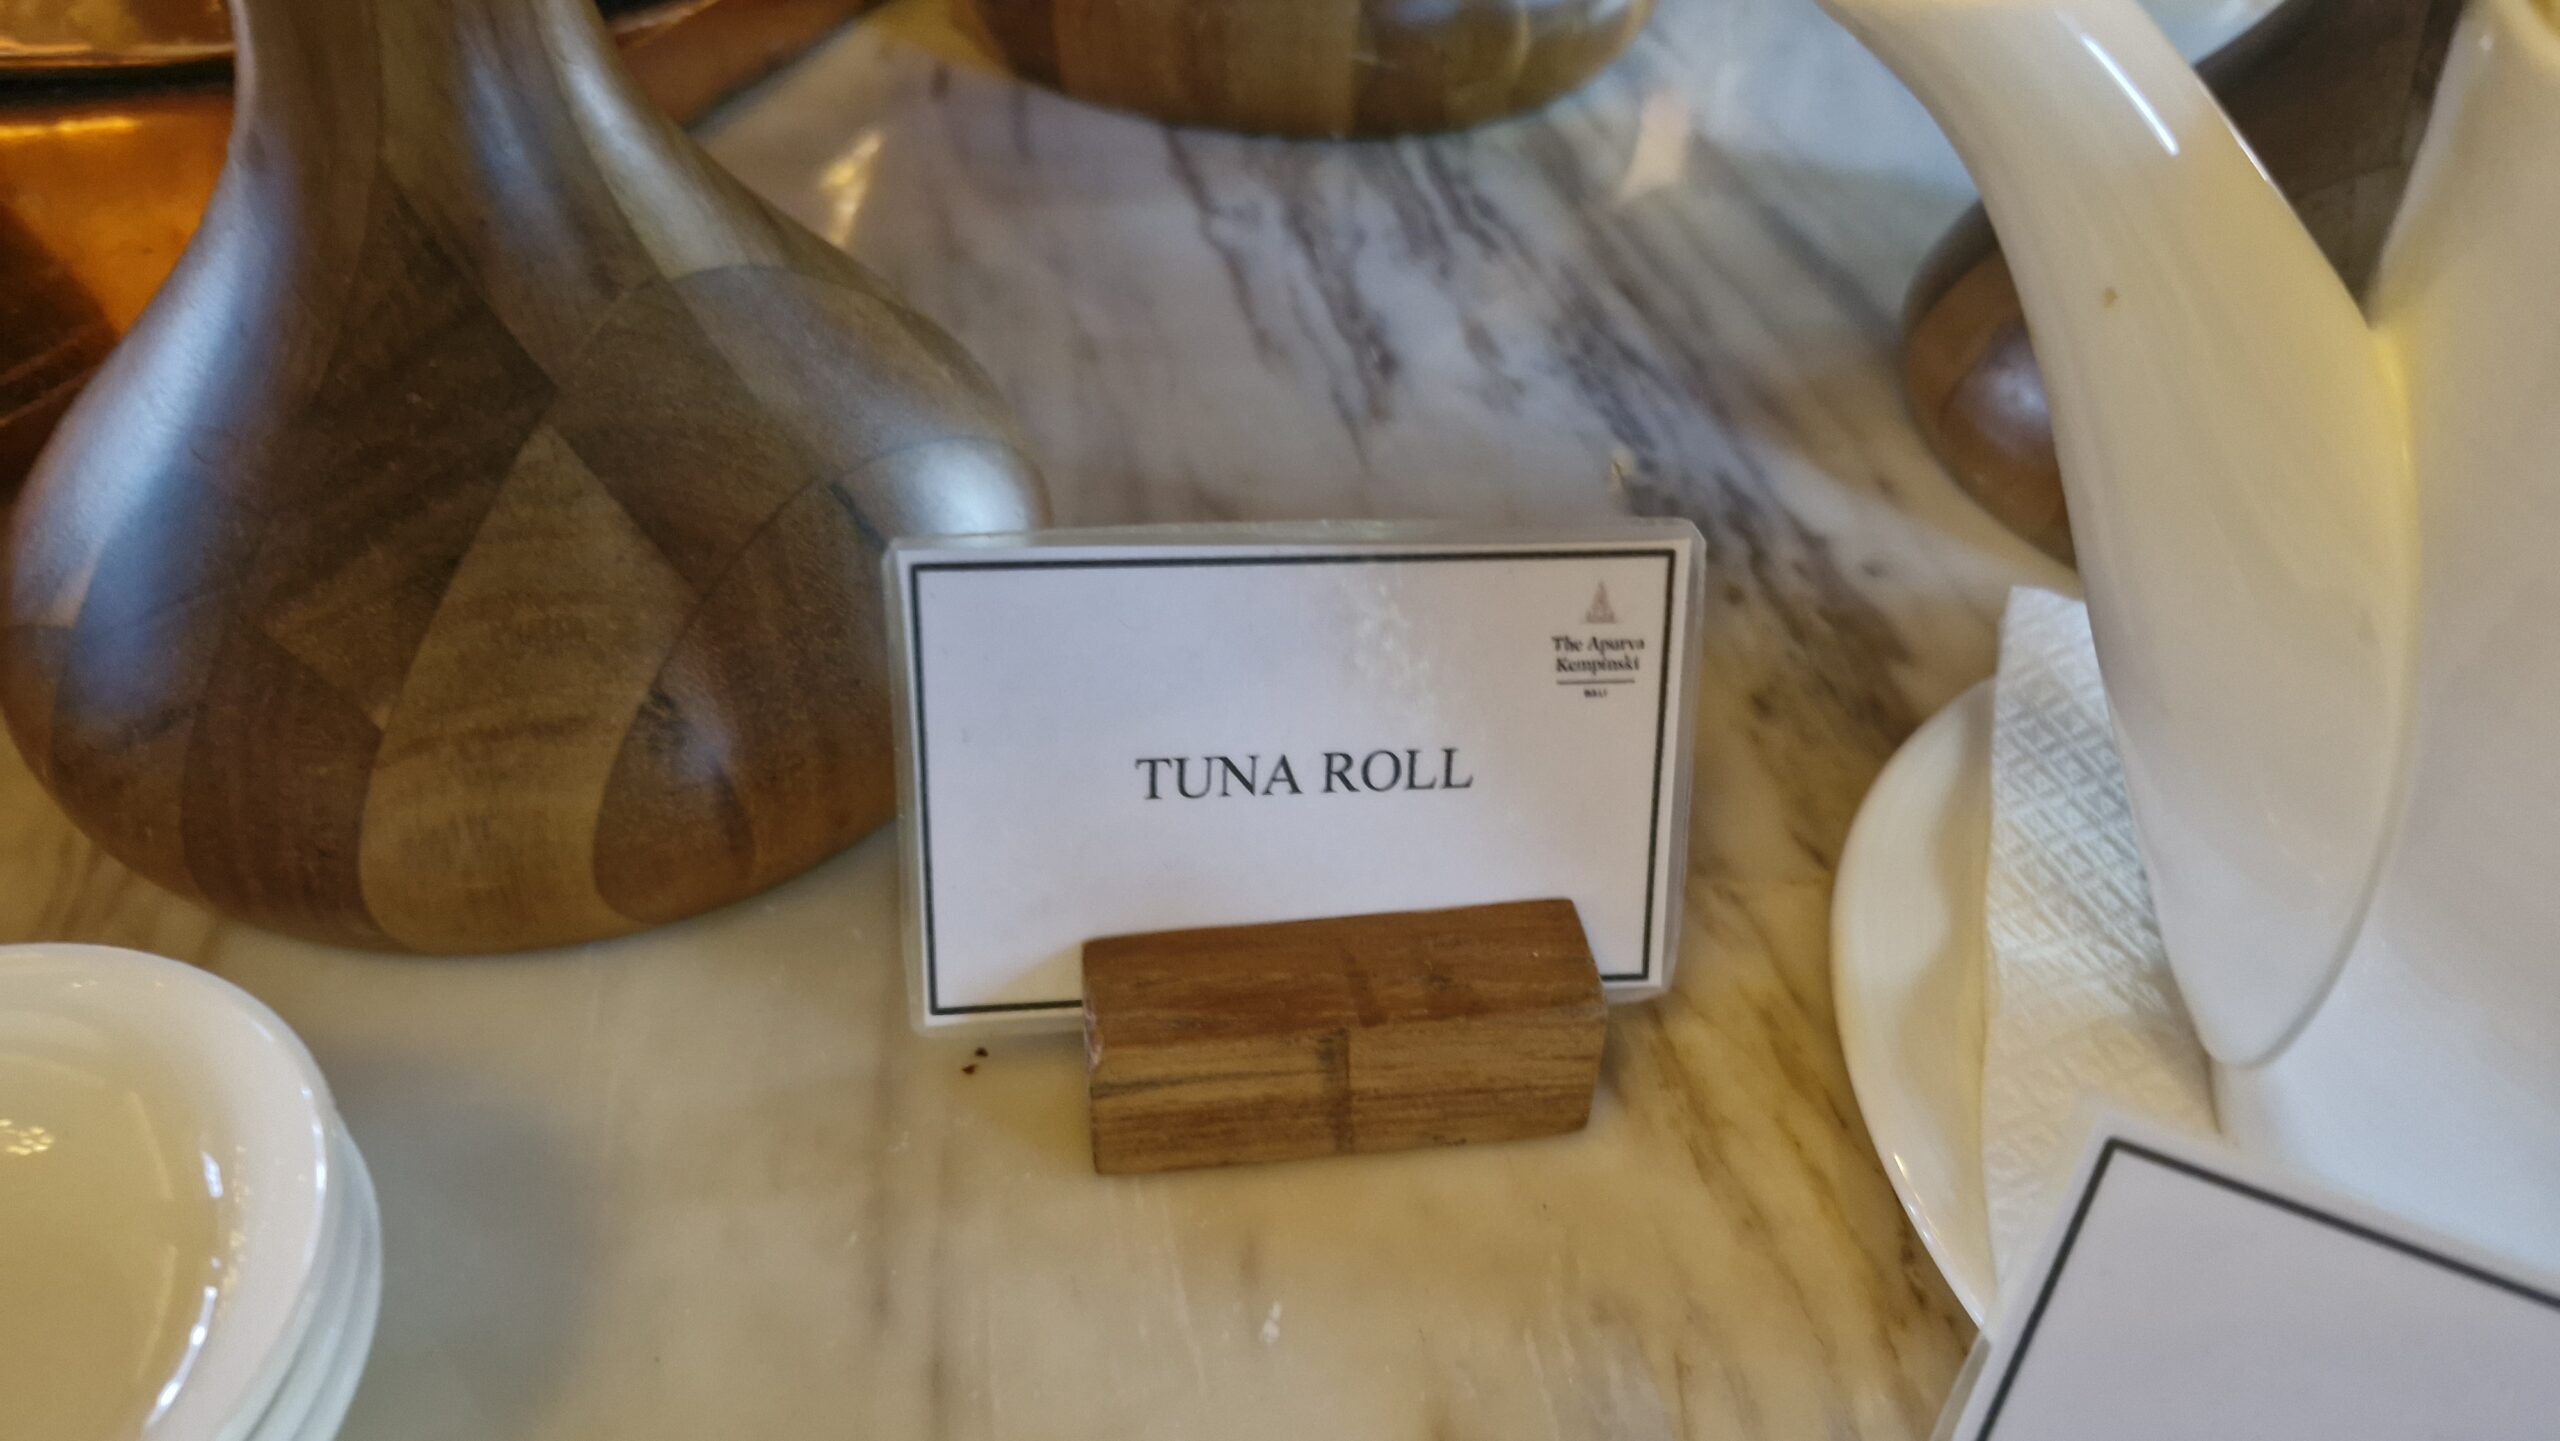 The Apurva
Kempinski
BALI
TUNA ROLL